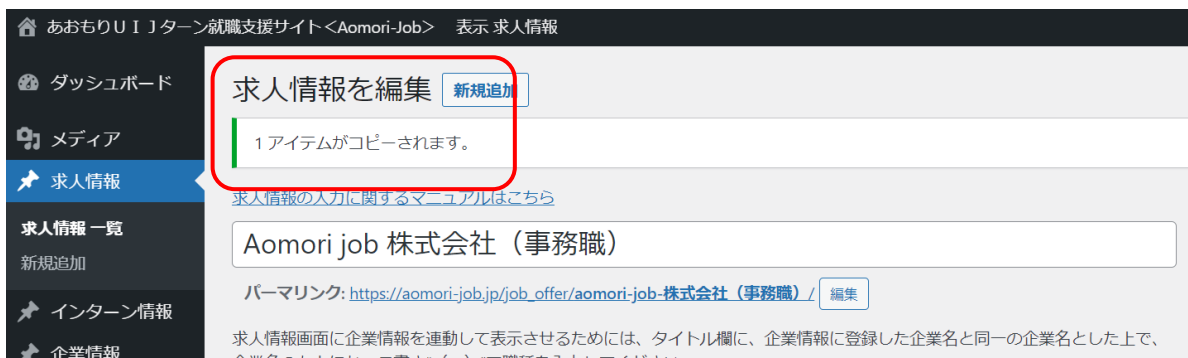 あおもりUIJターン就職支援サイト<Aomori-Job> 表示 求人情報
ダッシュボード
メディア
求人情報
求人情報 一覧
新規追加
インターン情報
企業情報
求人情報を編集 新規追加
1 アイテムがコピーされます。
求人情報の入力に関するマニュアルはこちら
Aomori job 株式会社（事務職）
パーマリンク: https://aomori-job.jp/job_offer/aomori-job-株式会社（事務職）/ 編集
求人情報画面に企業情報を連動して表示させるためには、タイトル欄に、企業情報に登録した企業名と同一の企業名とした上で、